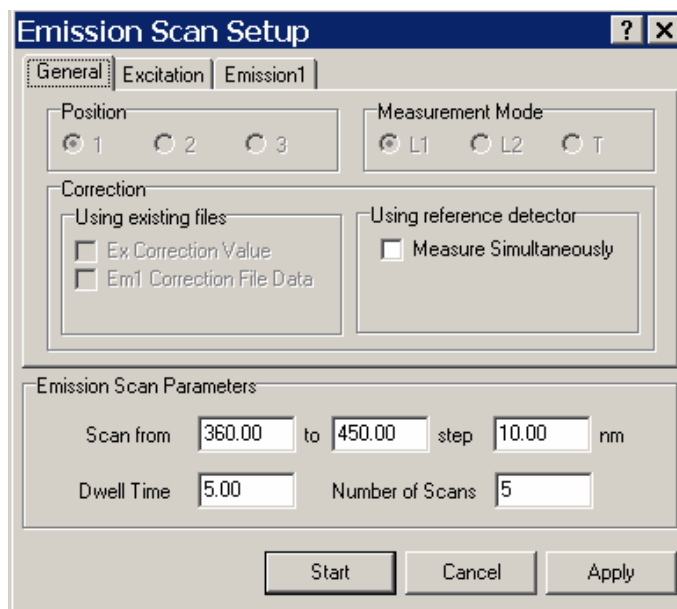 Emission Scan Setup
General Excitation Emission1
Position
1 2 3
Measurement Mode
L1 L2 T
Correction
Using existing files
Ex Correction Value
Em1 Correction File Data
Using reference detector
Measure Simultaneously
Emission Scan Parameters
Scan from 360.00 to 450.00 step 10.00 nm
Dwell Time 5.00 Number of Scans 5
Start Cancel Apply